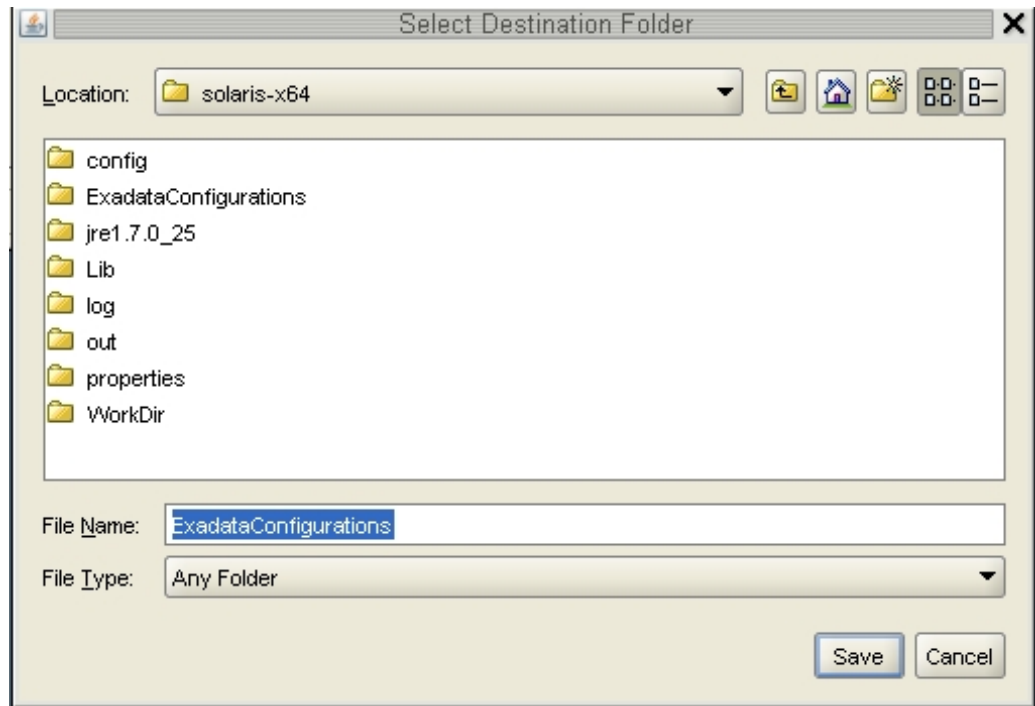 Select Destination Folder
Location: solaris-x64
config
ExadataConfigurations
jre1.7.0_25
Lib
log
out
properties
WorkDir
File Name: ExadataConfigurations
File Type: Any Folder
Save Cancel